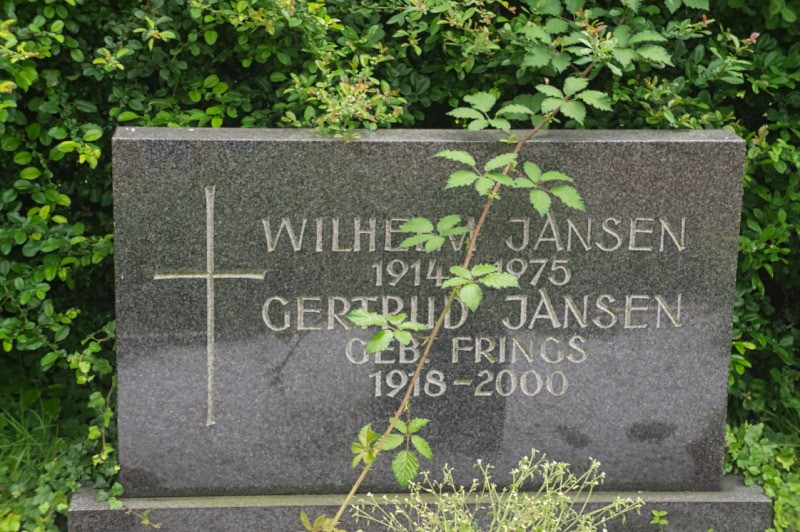 WILHELM JANSEN
1914-1975
GERTRUD JANSEN
GEB. FRINGS
1918-2000